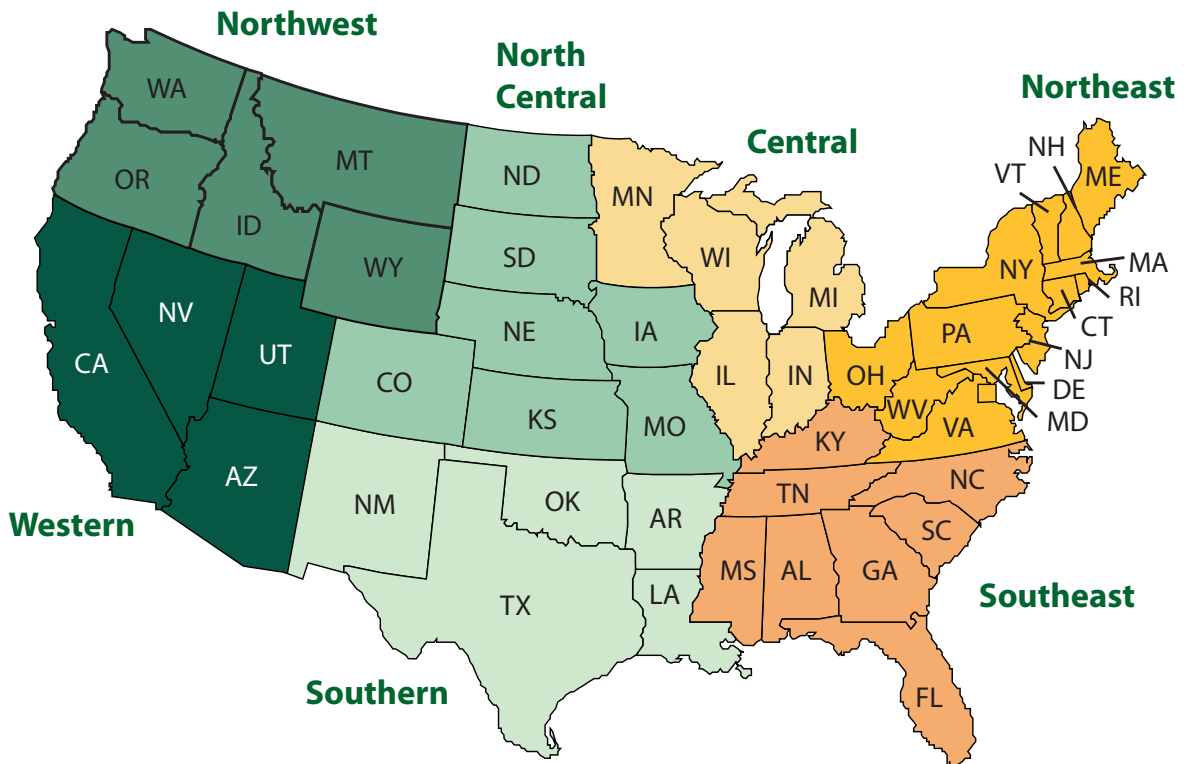 Northwest
North
Central
Northeast
Central
WA
OR
ID
MT
WY
ND
SD
NE
CO
KS
IA
MO
MN
WI
MI
IL
IN
OH
VT
NH
ME
NY
MA
RI
CT
PA
NJ
DE
MD
WV
VA
CA
NV
UT
AZ
Western
NM
OK
TX
AR
LA
Southern
KY
TN
NC
SC
MS
AL
GA
FL
Southeast